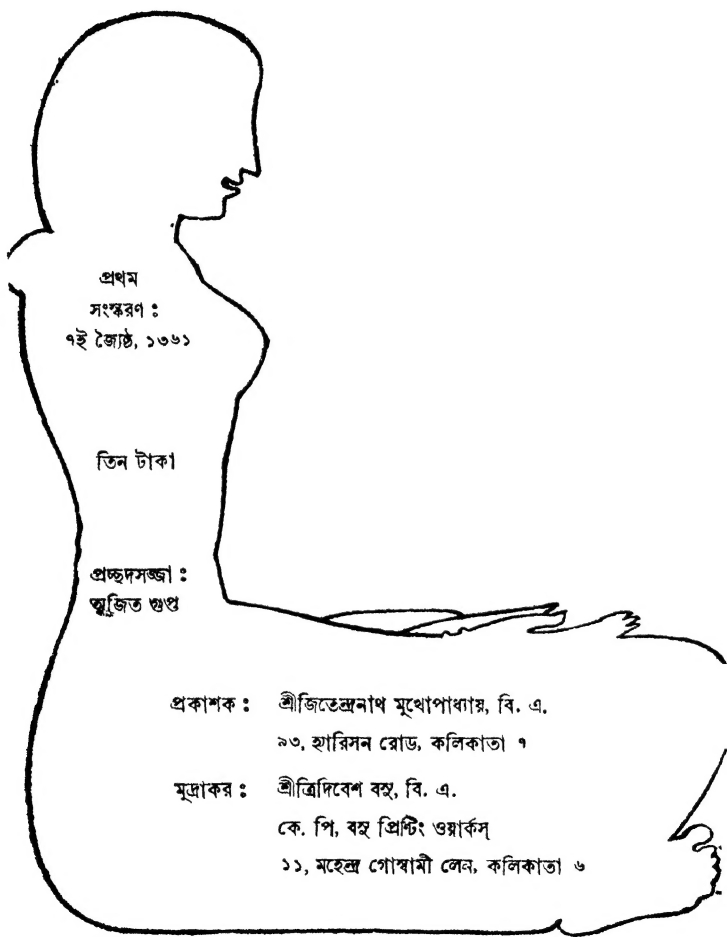 প্রথম
সংস্করণ :
৭ই জ্যৈষ্ঠ, ১৩৬১
তিন টাকা
প্রচ্ছদসজ্জা :
অজিত গুপ্ত
প্রকাশক : শ্রীজিতেন্দ্রনাথ মুখোপাধ্যায়, বি. এ.
৯৩, হ্যারিসন রোড, কলিকাতা ৭
মুদ্রাকর : শ্রীত্রিদিবেশ বসু, বি. এ.
কে. পি, বসু প্রিন্টিং ওয়ার্কস্
১১, মহেন্দ্র গোস্বামী লেন, কলিকাতা ৬